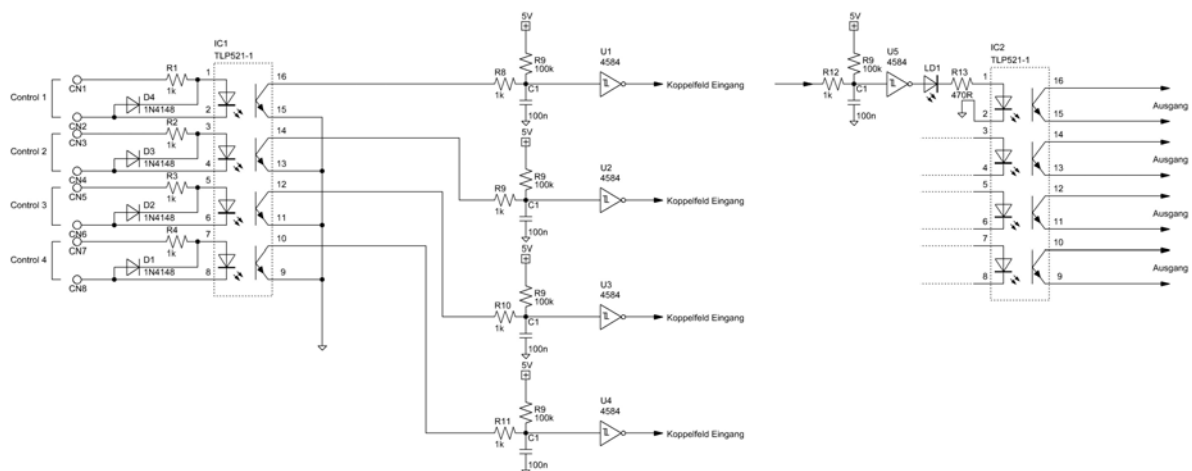 IC1
TLP521-1
Control 1
CN1
R1
1k
D4
1N4148
CN2
1
2
16
15
Control 2
CN3
R2
1k
D3
1N4148
CN4
3
4
14
13
Control 3
CN5
R3
1k
D2
1N4148
CN6
5
6
12
11
Control 4
CN7
R4
1k
D1
1N4148
CN8
7
8
10
9
5V
R9
100k
R8
1k
C1
100n
U1
4584
Koppelfeld Eingang
5V
R9
100k
R9
1k
C1
100n
U2
4584
Koppelfeld Eingang
5V
R9
100k
R10
1k
C1
100n
U3
4584
Koppelfeld Eingang
5V
R9
100k
R11
1k
C1
100n
U4
4584
Koppelfeld Eingang
5V
R9
100k
R12
1k
C1
100n
U5
4584
LD1
R13
470R
IC2
TLP521-1
1
2
16
15
Ausgang
3
4
14
13
Ausgang
5
6
12
11
Ausgang
7
8
10
9
Ausgang